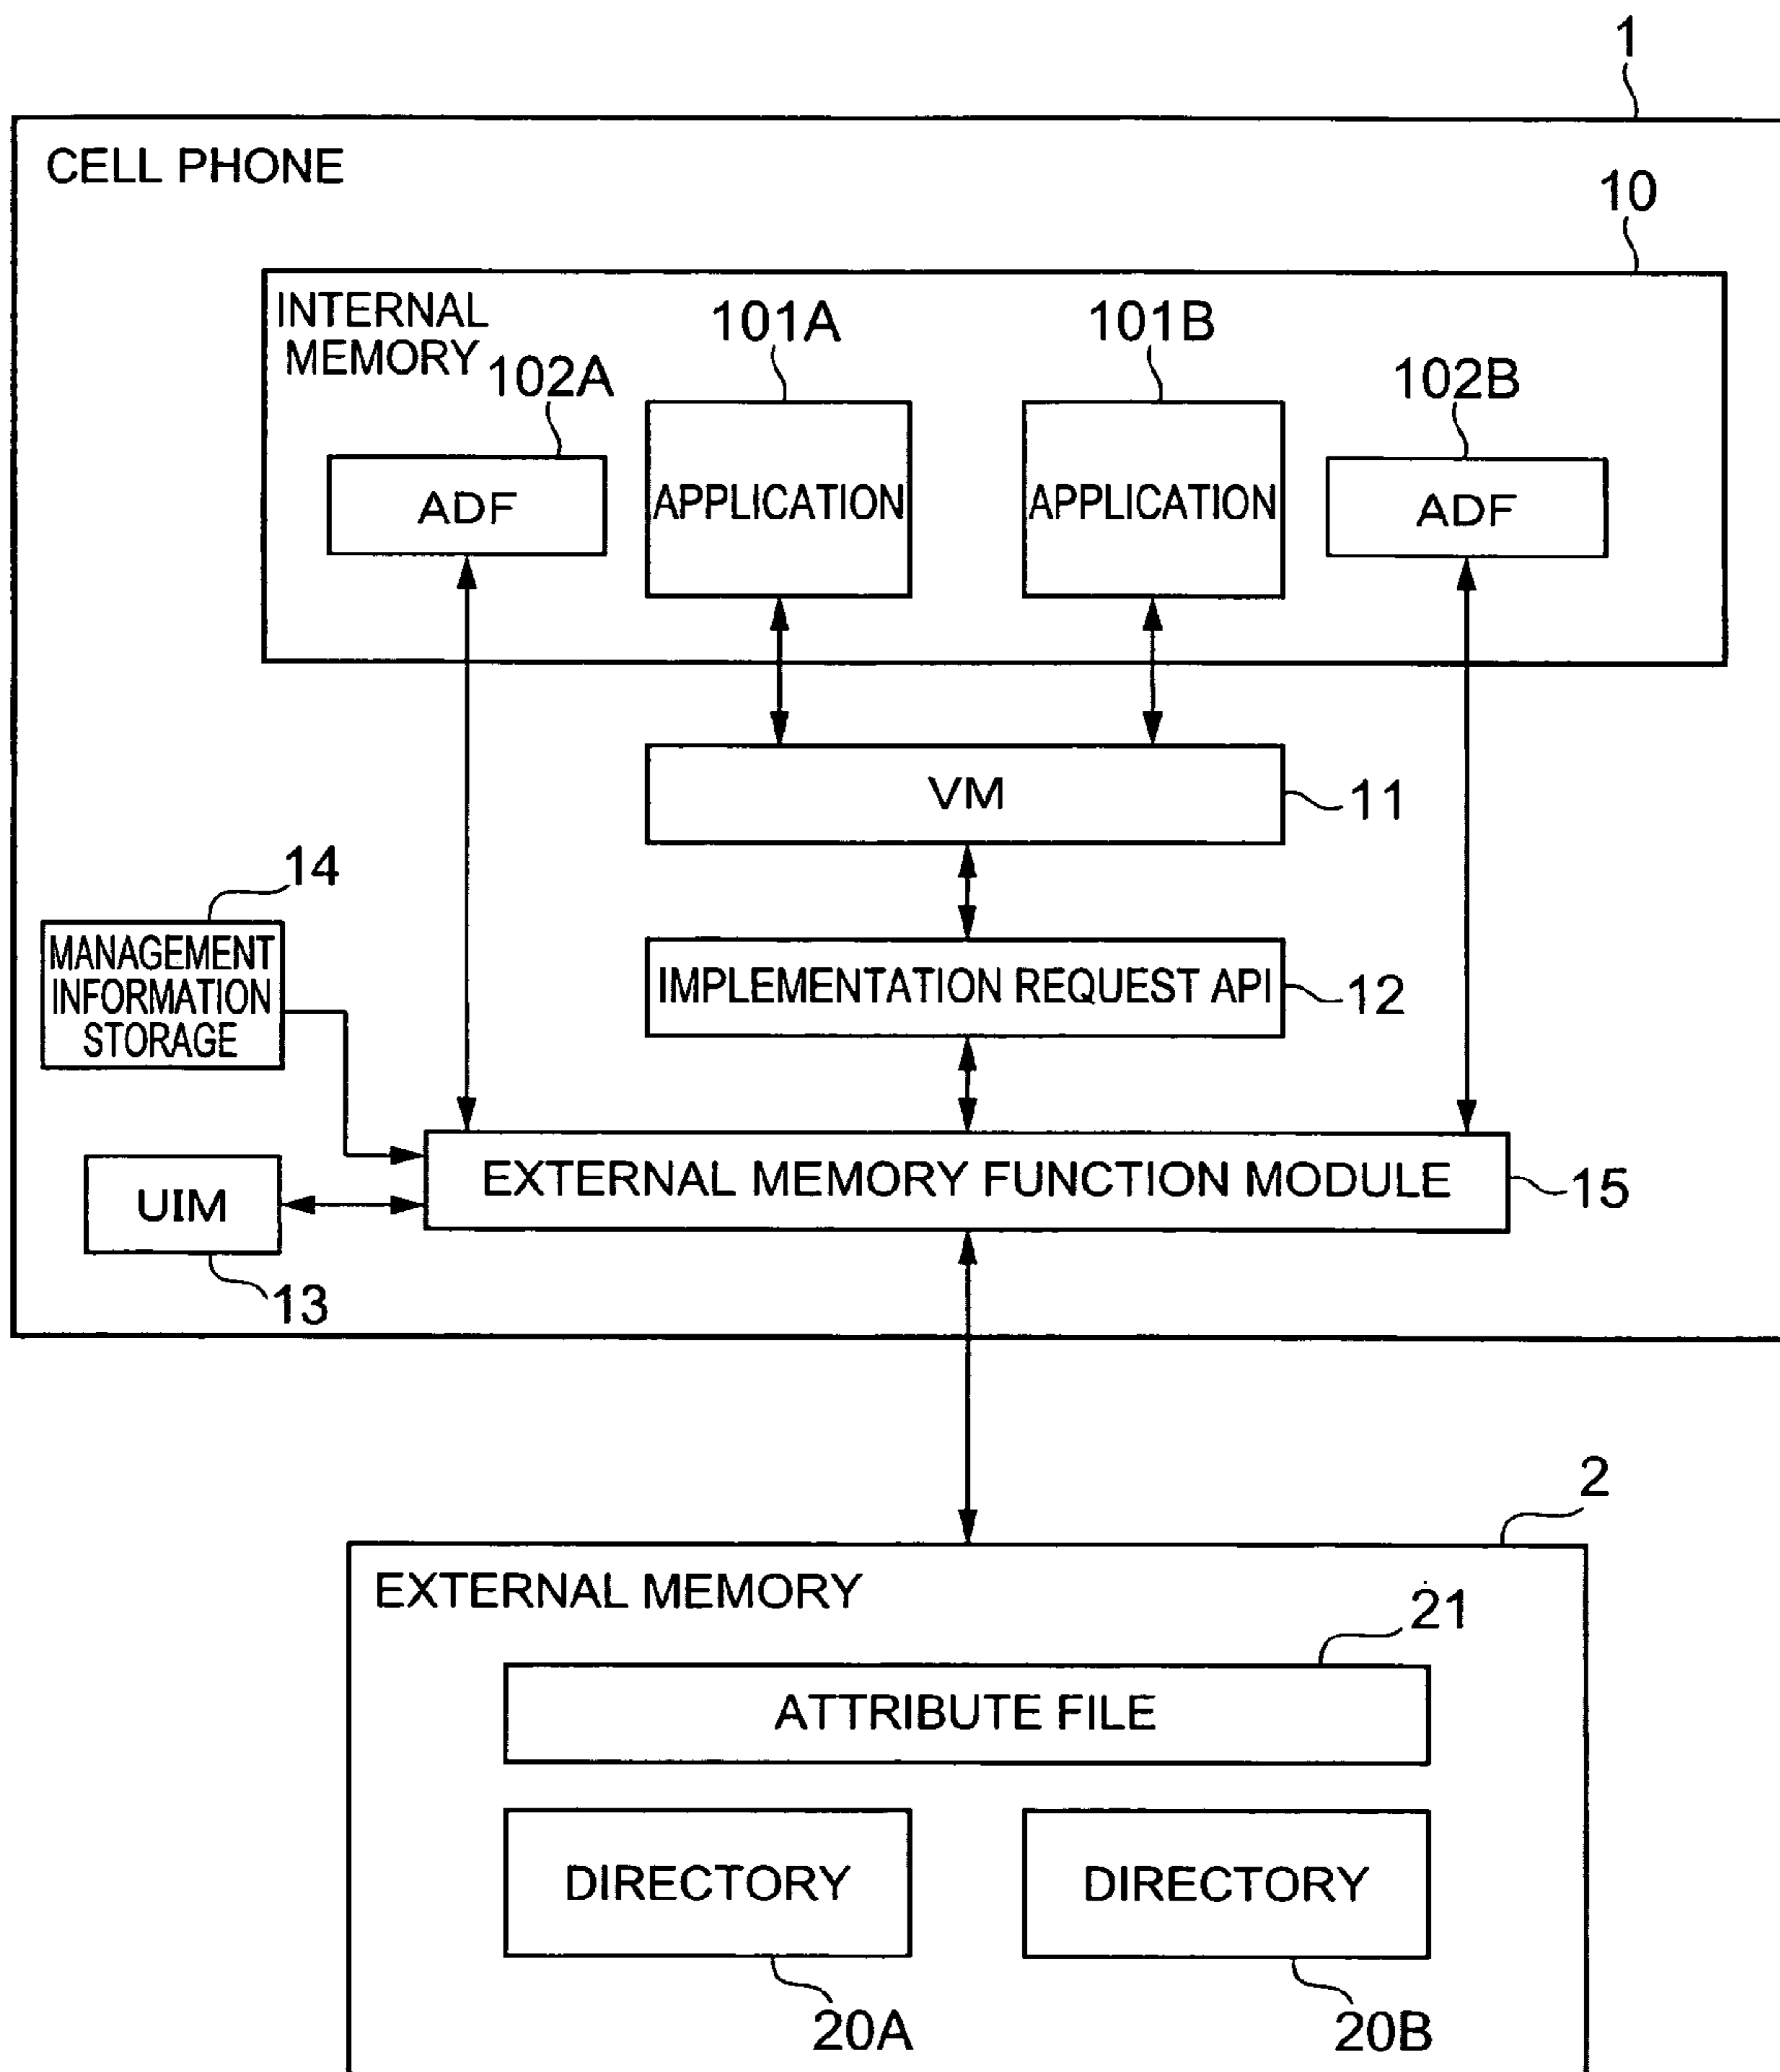 1
CELL PHONE
10
INTERNAL
MEMORY
101A
101B
102A
102B
ADF
APPLICATION
APPLICATION
ADF
VM
11
14
MANAGEMENT
INFORMATION
STORAGE
IMPLEMENTATION REQUEST API
12
EXTERNAL MEMORY FUNCTION MODULE
15
UIM
13
2
EXTERNAL MEMORY
21
ATTRIBUTE FILE
DIRECTORY
DIRECTORY
20A
20B